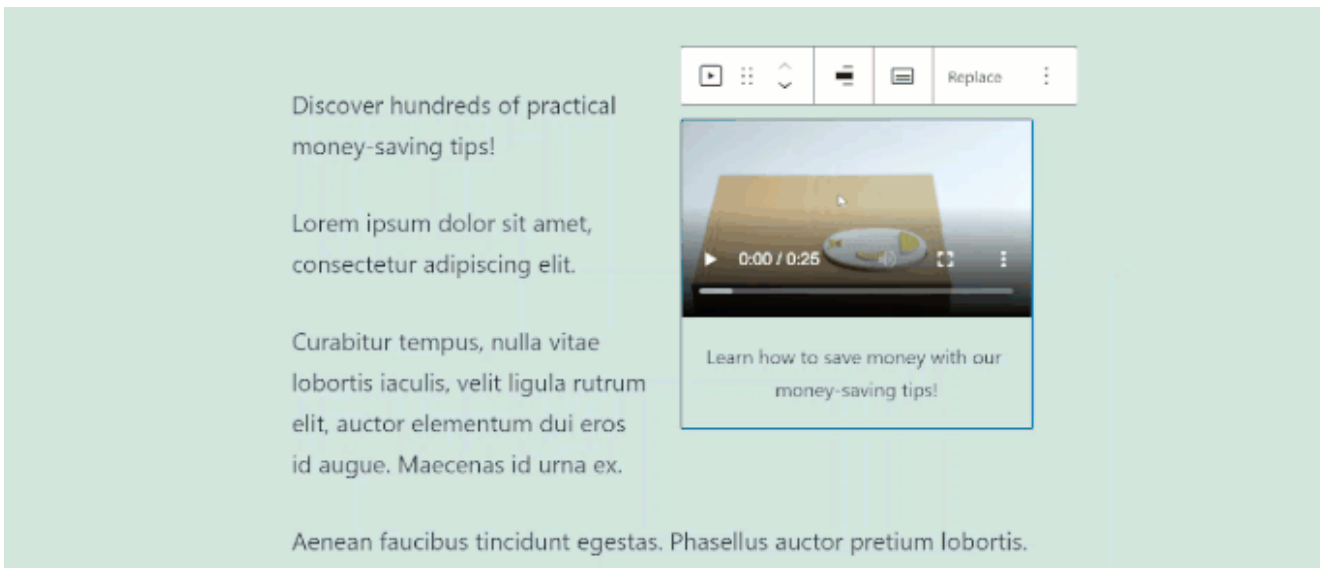 Replace
Discover hundreds of practical
money-saving tips!
Lorem ipsum dolor sit amet,
consectetur adipiscing elit.
0:00 / 0:25
Curabitur tempus, nulla vitae
lobortis iaculis, velit ligula rutrum
elit, auctor elementum dui eros
id augue. Maecenas id urna ex.
Learn how to save money with our
money-saving tips!
Aenean faucibus tincidunt egestas. Phasellus auctor pretium lobortis.